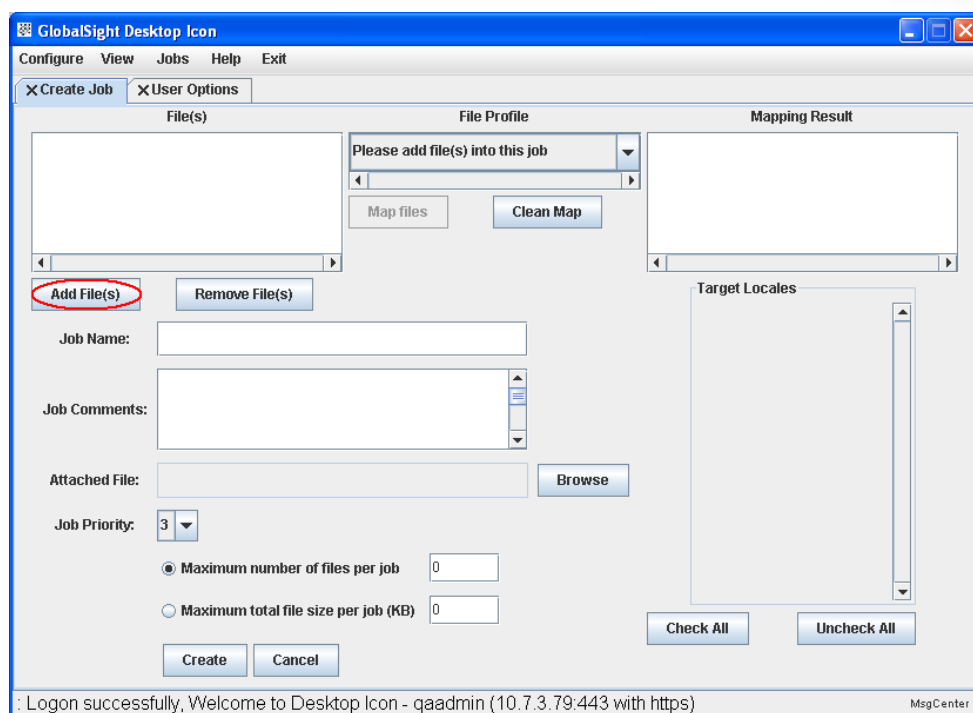 GlobalSight Desktop Icon
Configure View Jobs Help Exit
Create Job User Options
File(s) File Profile Mapping Result
Please add file(s) into this job
Map files Clean Map
Add File(s) Remove File(s)
Target Locales
Job Name:
Job Comments:
Attached File: Browse
Job Priority: 3
Maximum number of files per job 0
Maximum total file size per job (KB) 0
Check All Uncheck All
Create Cancel
: Logon successfully, Welcome to Desktop Icon - qaadmin (10.7.3.79:443 with https) MsgCenter